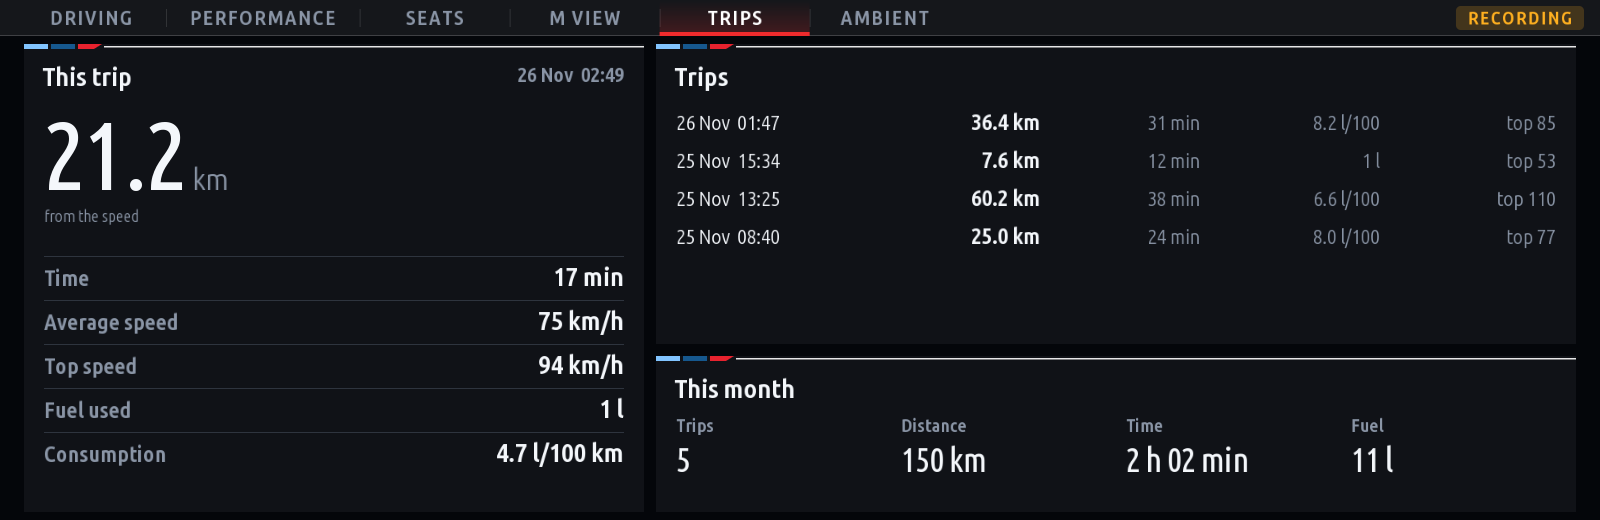 DRIVING PERFORMANCE SEATS M VIEW TRIPS AMBIENT RECORDING
This trip 26 Nov 02:49
21.2 km
from the speed
Time 17 min
Average speed 75 km/h
Top speed 94 km/h
Fuel used 1 l
Consumption 4.7 l/100 km
Trips
26 Nov 01:47 36.4 km 31 min 8.2 l/100 top 85
25 Nov 15:34 7.6 km 12 min 1 l top 53
25 Nov 13:25 60.2 km 38 min 6.6 l/100 top 110
25 Nov 08:40 25.0 km 24 min 8.0 l/100 top 77
This month
Trips Distance Time Fuel
5 150 km 2 h 02 min 11 l